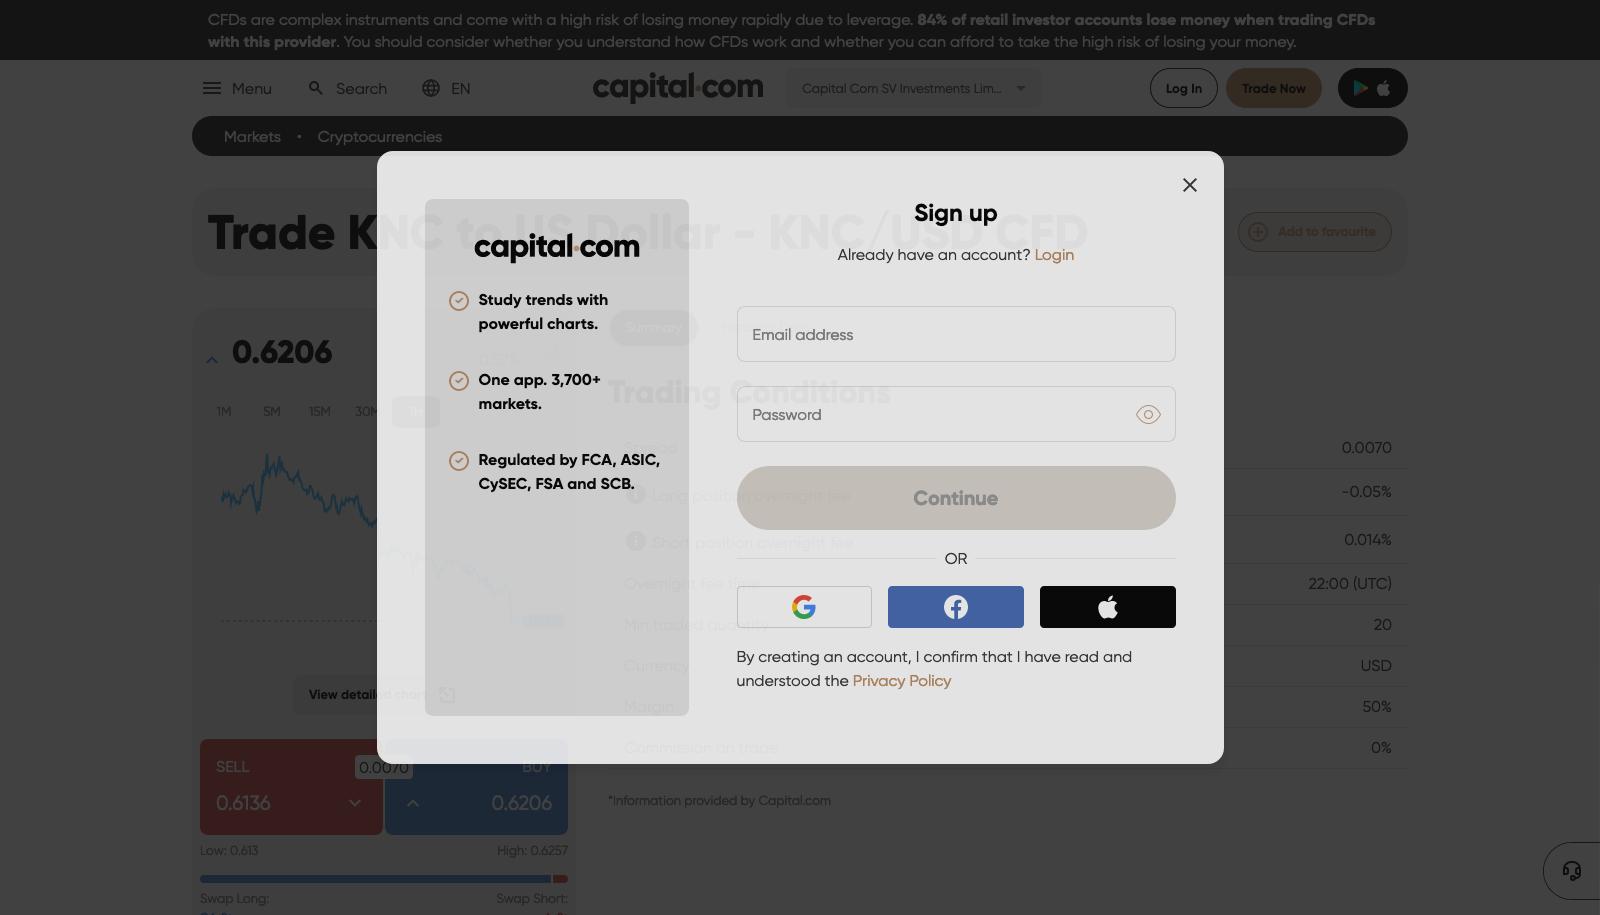 CFDs are complex instruments and come with a high risk of losing money rapidly due to leverage. 84% of retail investor accounts lose money when trading CFDs
with this provider. You should consider whether you understand how CFDs work and whether you can afford to take the high risk of losing your money.
Menu
Search
EN
capital.com
Capital Com SV Investments Lim...
Log In
Trade Now
Markets • Cryptocurrencies
Trade KNC to US Dollar - KNC/USD CFD
Add to favourite
0.6206
1M 5M 15M 30M 1H
View detailed chart
SELL
0.6136
0.0070
BUY
0.6206
Low: 0.613
High: 0.6257
Swap Long:
Swap Short:
Summary
Trading Conditions
Spread 0.0070
Long position overnight fee -0.05%
Short position overnight fee 0.014%
Overnight fee time 22:00 (UTC)
Min traded quantity 20
Currency USD
Margin 50%
Commission on trade 0%
*Information provided by Capital.com
capital.com
Study trends with
powerful charts.
One app. 3,700+
markets.
Regulated by FCA, ASIC,
CySEC, FSA and SCB.
Sign up
Already have an account? Login
Email address
Password
Continue
OR
By creating an account, I confirm that I have read and
understood the Privacy Policy